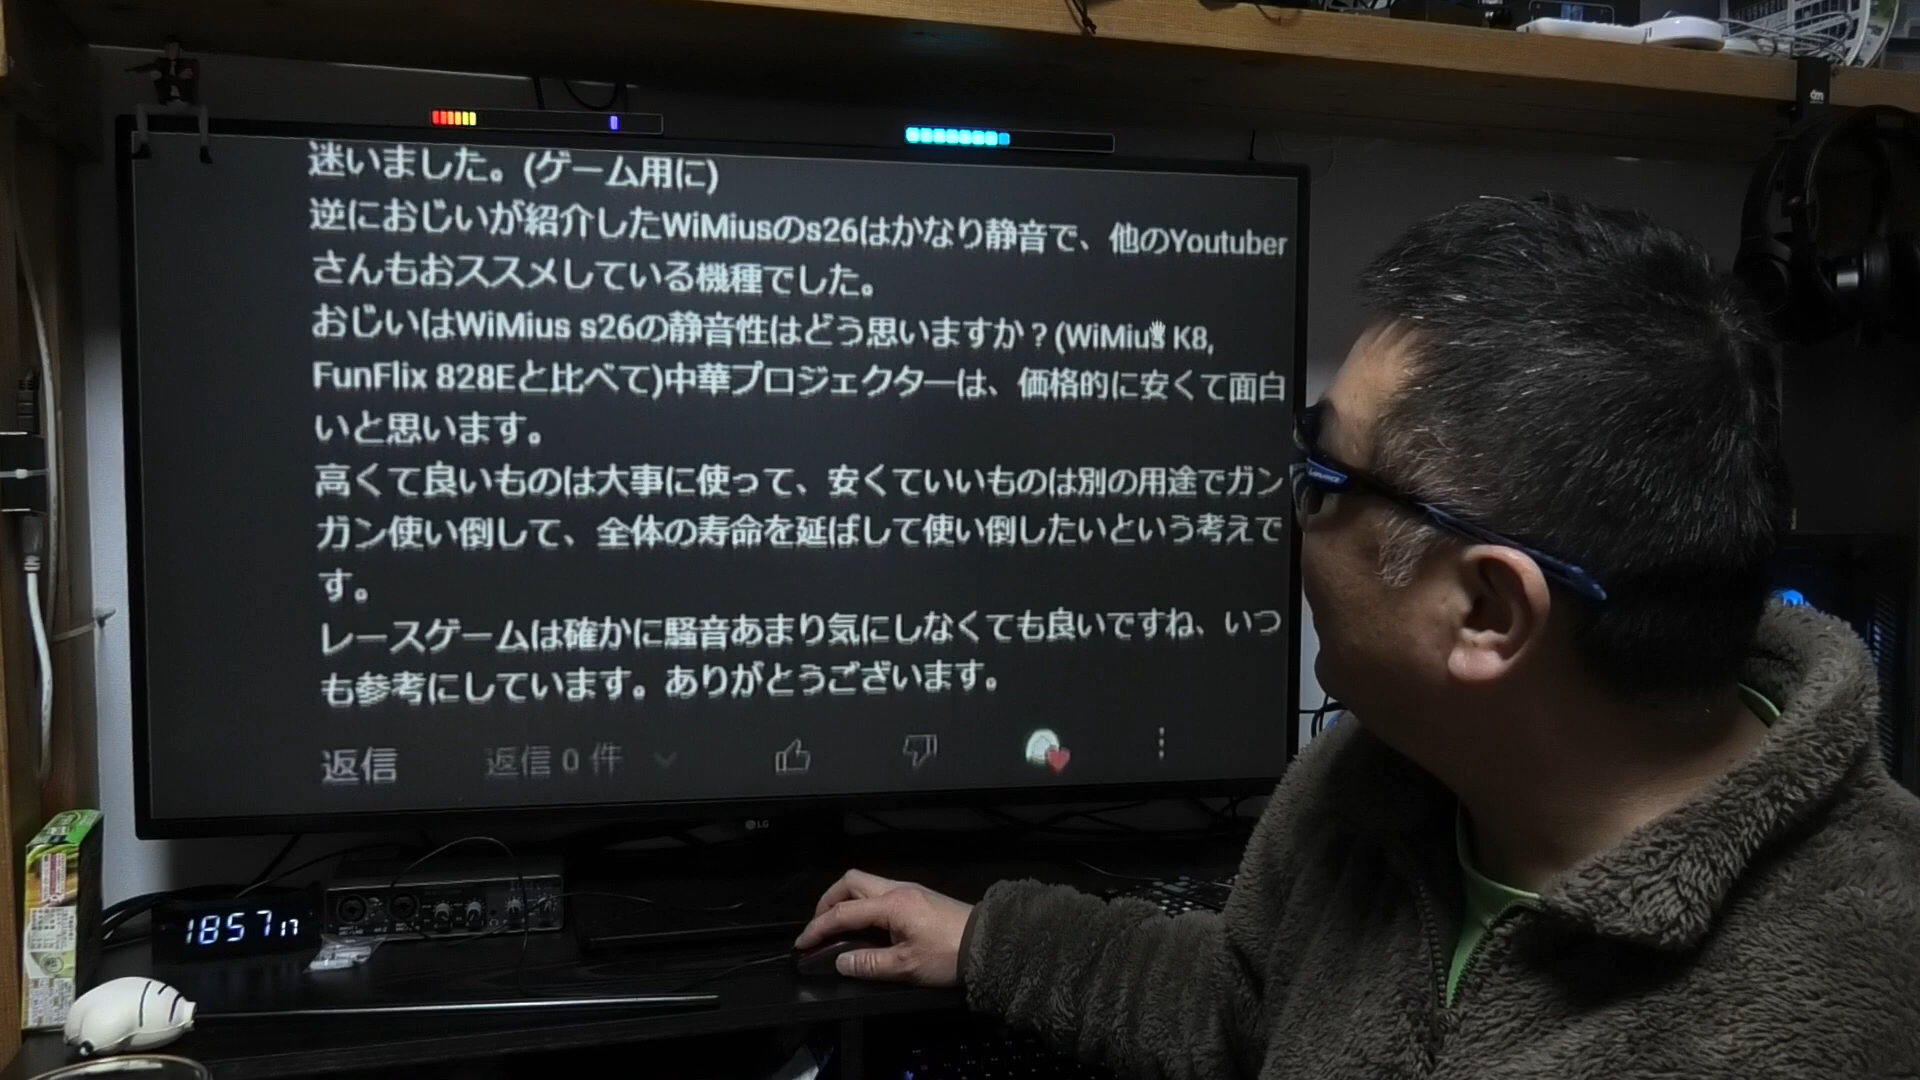 迷いました。(ゲーム用に)
逆におじいが紹介したWiMiusのs26はかなり静音で、他のYoutuber
さんもおススメしている機種でした。
おじいはWiMius s26の静音性はどう思いますか？(WiMius K8,
FunFlix 828Eと比べて)中華プロジェクターは、価格的に安くて面白
いと思います。
高くて良いものは大事に使って、安くていいものは別の用途でガン
ガン使い倒して、全体の寿命を延ばして使い倒したいという考えで
す。
レースゲームは確かに騒音あまり気にしなくても良いですね、いつ
も参考にしています。ありがとうございます。
返信 返信 0 件
LG
1857 17